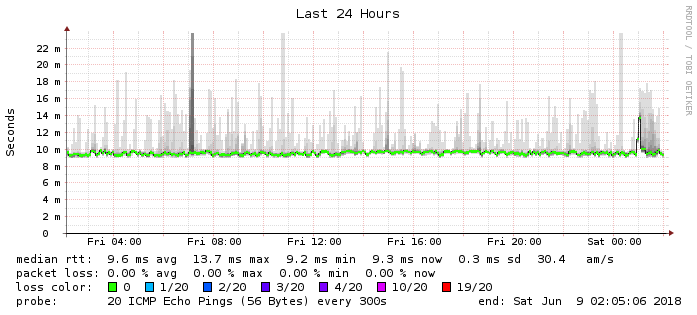 Last 24 Hours
RRDTOOL / TOBI OETIKER
Seconds
22 m
20 m
18 m
16 m
14 m
12 m
10 m
8 m
6 m
4 m
2 m
0
Fri 04:00 Fri 08:00 Fri 12:00 Fri 16:00 Fri 20:00 Sat 00:00
median rtt: 9.6 ms avg 13.7 ms max 9.2 ms min 9.3 ms now 0.3 ms sd 30.4 am/s
packet loss: 0.00 % avg 0.00 % max 0.00 % min 0.00 % now
loss color: 0 1/20 2/20 3/20 4/20 10/20 19/20
probe: 20 ICMP Echo Pings (56 Bytes) every 300s end: Sat Jun 9 02:05:06 2018